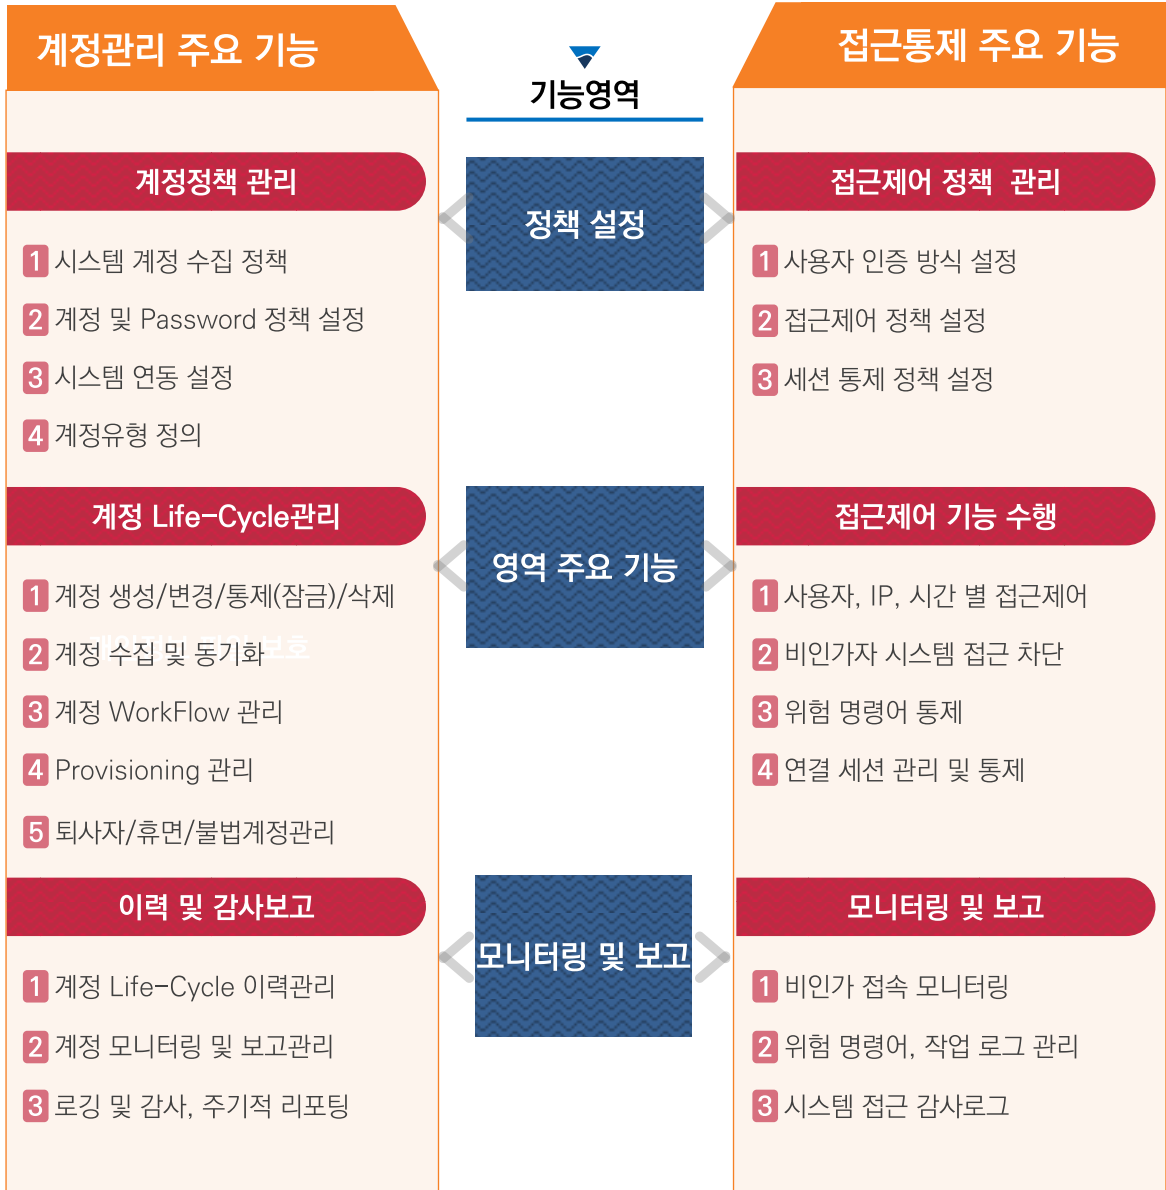 계정관리 주요 기능
계정정책 관리
1 시스템 계정 수집 정책
2 계정 및 Password 정책 설정
3 시스템 연동 설정
4 계정유형 정의
계정 Life-Cycle관리
1 계정 생성/변경/통제(잠금)/삭제
2 계정 수집 및 동기화
3 계정 WorkFlow 관리
4 Provisioning 관리
5 퇴사자/휴면/불법계정관리
이력 및 감사보고
1 계정 Life-Cycle 이력관리
2 계정 모니터링 및 보고관리
3 로깅 및 감사, 주기적 리포팅
기능영역
정책 설정
영역 주요 기능
모니터링 및 보고
접근통제 주요 기능
접근제어 정책 관리
1 사용자 인증 방식 설정
2 접근제어 정책 설정
3 세션 통제 정책 설정
접근제어 기능 수행
1 사용자, IP, 시간 별 접근제어
2 비인가자 시스템 접근 차단
3 위험 명령어 통제
4 연결 세션 관리 및 통제
모니터링 및 보고
1 비인가 접속 모니터링
2 위험 명령어, 작업 로그 관리
3 시스템 접근 감사로그